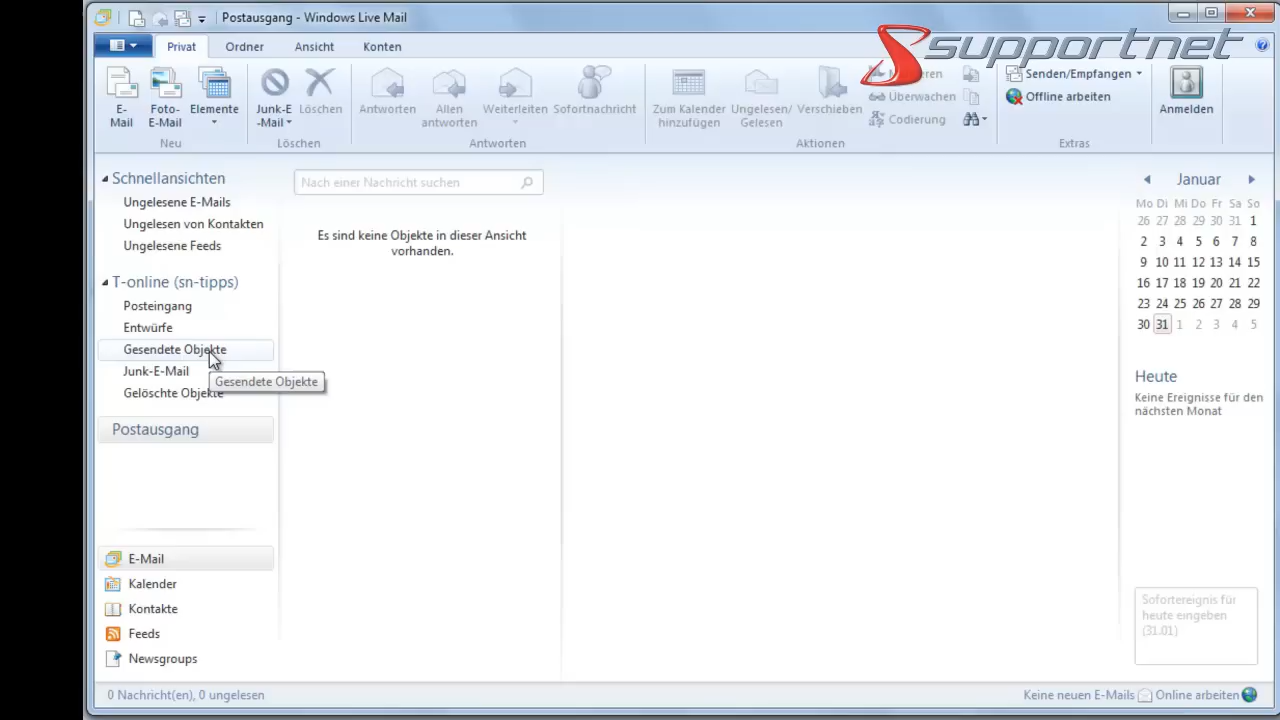 Postausgang - Windows Live Mail
supportnet
Privat
Ordner
Ansicht
Konten
E-
Mail
Foto-
E-Mail
Elemente
Neu
Junk-E
-Mail
Löschen
Löschen
Antworten
Allen
antworten
Weiterleiten
Sofortnachricht
Antworten
Zum Kalender
hinzufügen
Ungelesen/
Gelesen
Verschieben
Überwachen
Codierung
Aktionen
Senden/Empfangen
Offline arbeiten
Extras
Anmelden
Schnellansichten
Ungelesene E-Mails
Ungelesen von Kontakten
Ungelesene Feeds
T-online (sn-tipps)
Posteingang
Entwürfe
Gesendete Objekte
Junk-E-Mail
Gesendete Objekte
Gelöschte Objekte
Postausgang
E-Mail
Kalender
Kontakte
Feeds
Newsgroups
Nach einer Nachricht suchen
Es sind keine Objekte in dieser Ansicht
vorhanden.
Januar
Mo Di Mi Do Fr Sa So
26 27 28 29 30 31 1
2 3 4 5 6 7 8
9 10 11 12 13 14 15
16 17 18 19 20 21 22
23 24 25 26 27 28 29
30 31 1 2 3 4 5
Heute
Keine Ereignisse für den
nächsten Monat
Sofortereignis für
heute eingeben
(31.01)
0 Nachricht(en), 0 ungelesen
Keine neuen E-Mails
Online arbeiten